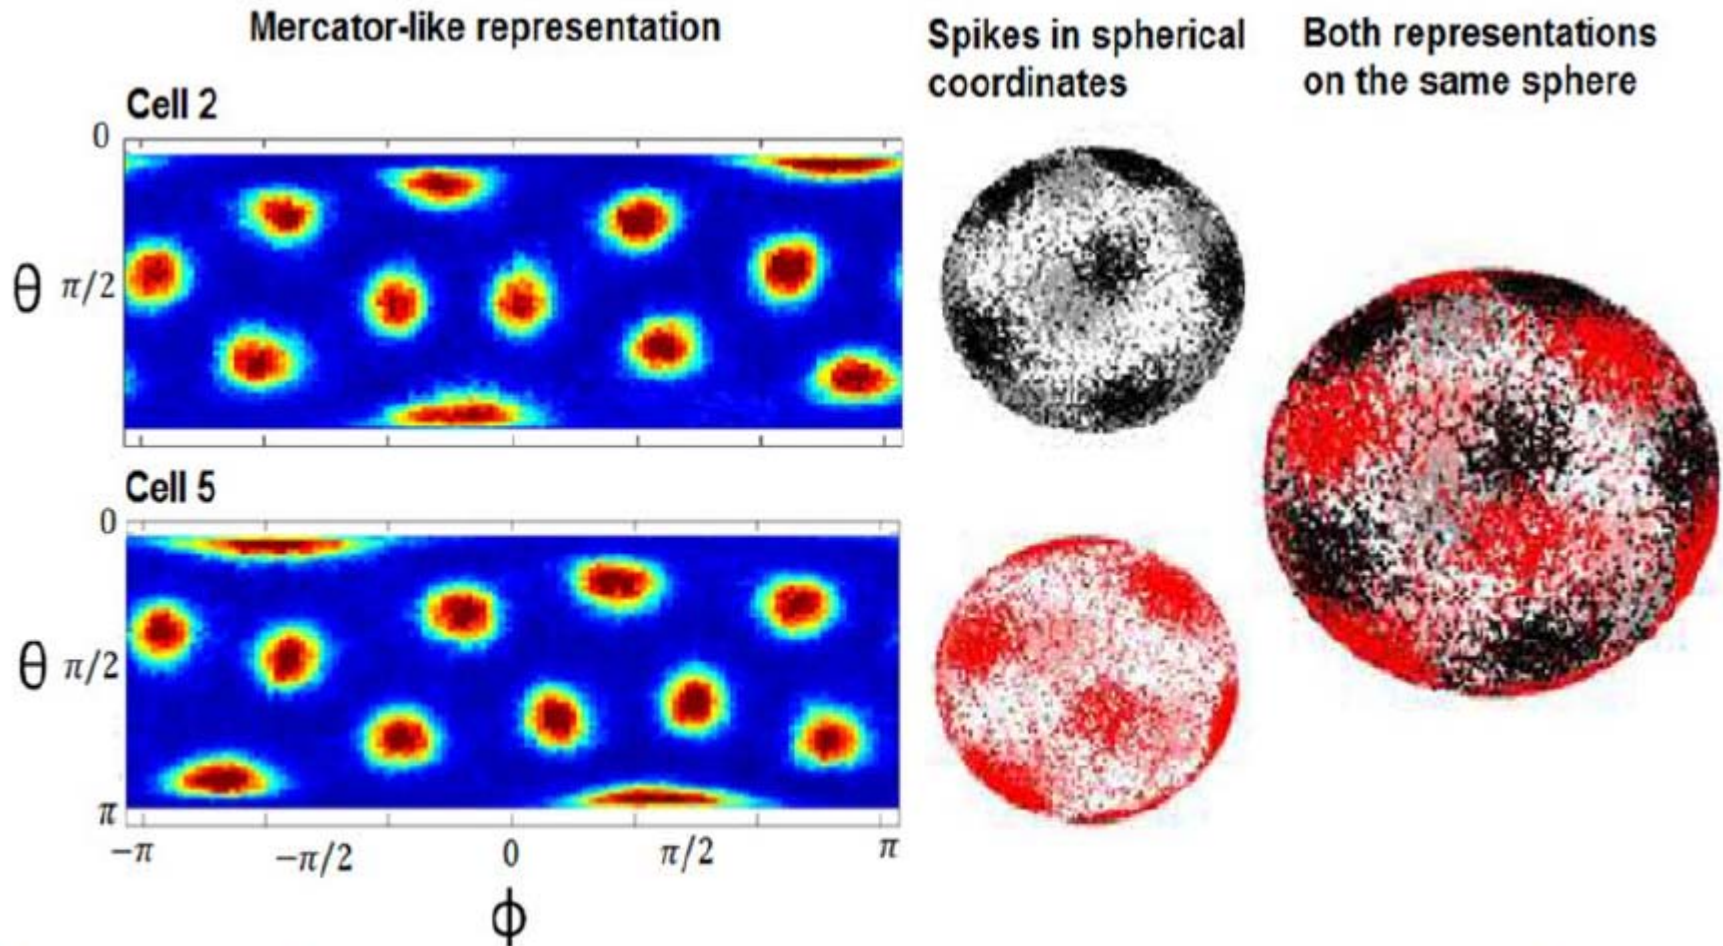 Mercator-like representation
Spikes in spherical
coordinates
Both representations
on the same sphere
Cell 2
0
θ π/2
Cell 5
0
θ π/2
π
−π −π/2 0 π/2 π
ϕ